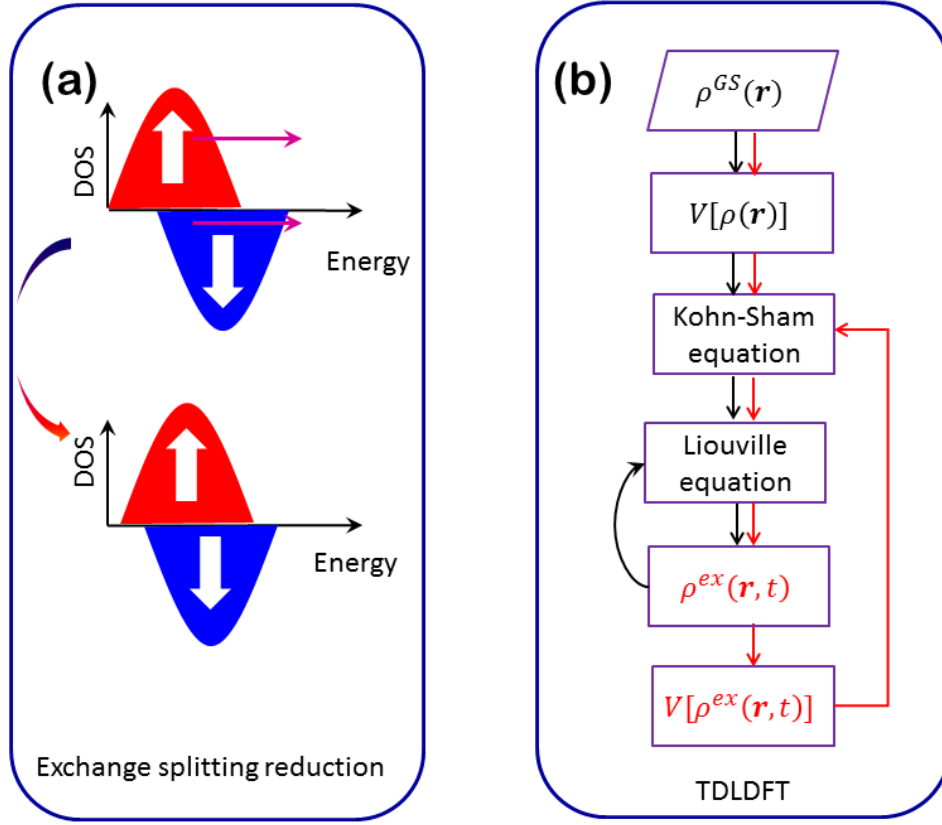 (a)
DOS
Energy
DOS
Energy
Exchange splitting reduction
(b)
ρ^{GS}(r)
V[ρ(r)]
Kohn-Sham
equation
Liouville
equation
ρ^{ex}(r, t)
V[ρ^{ex}(r, t)]
TDLDFT